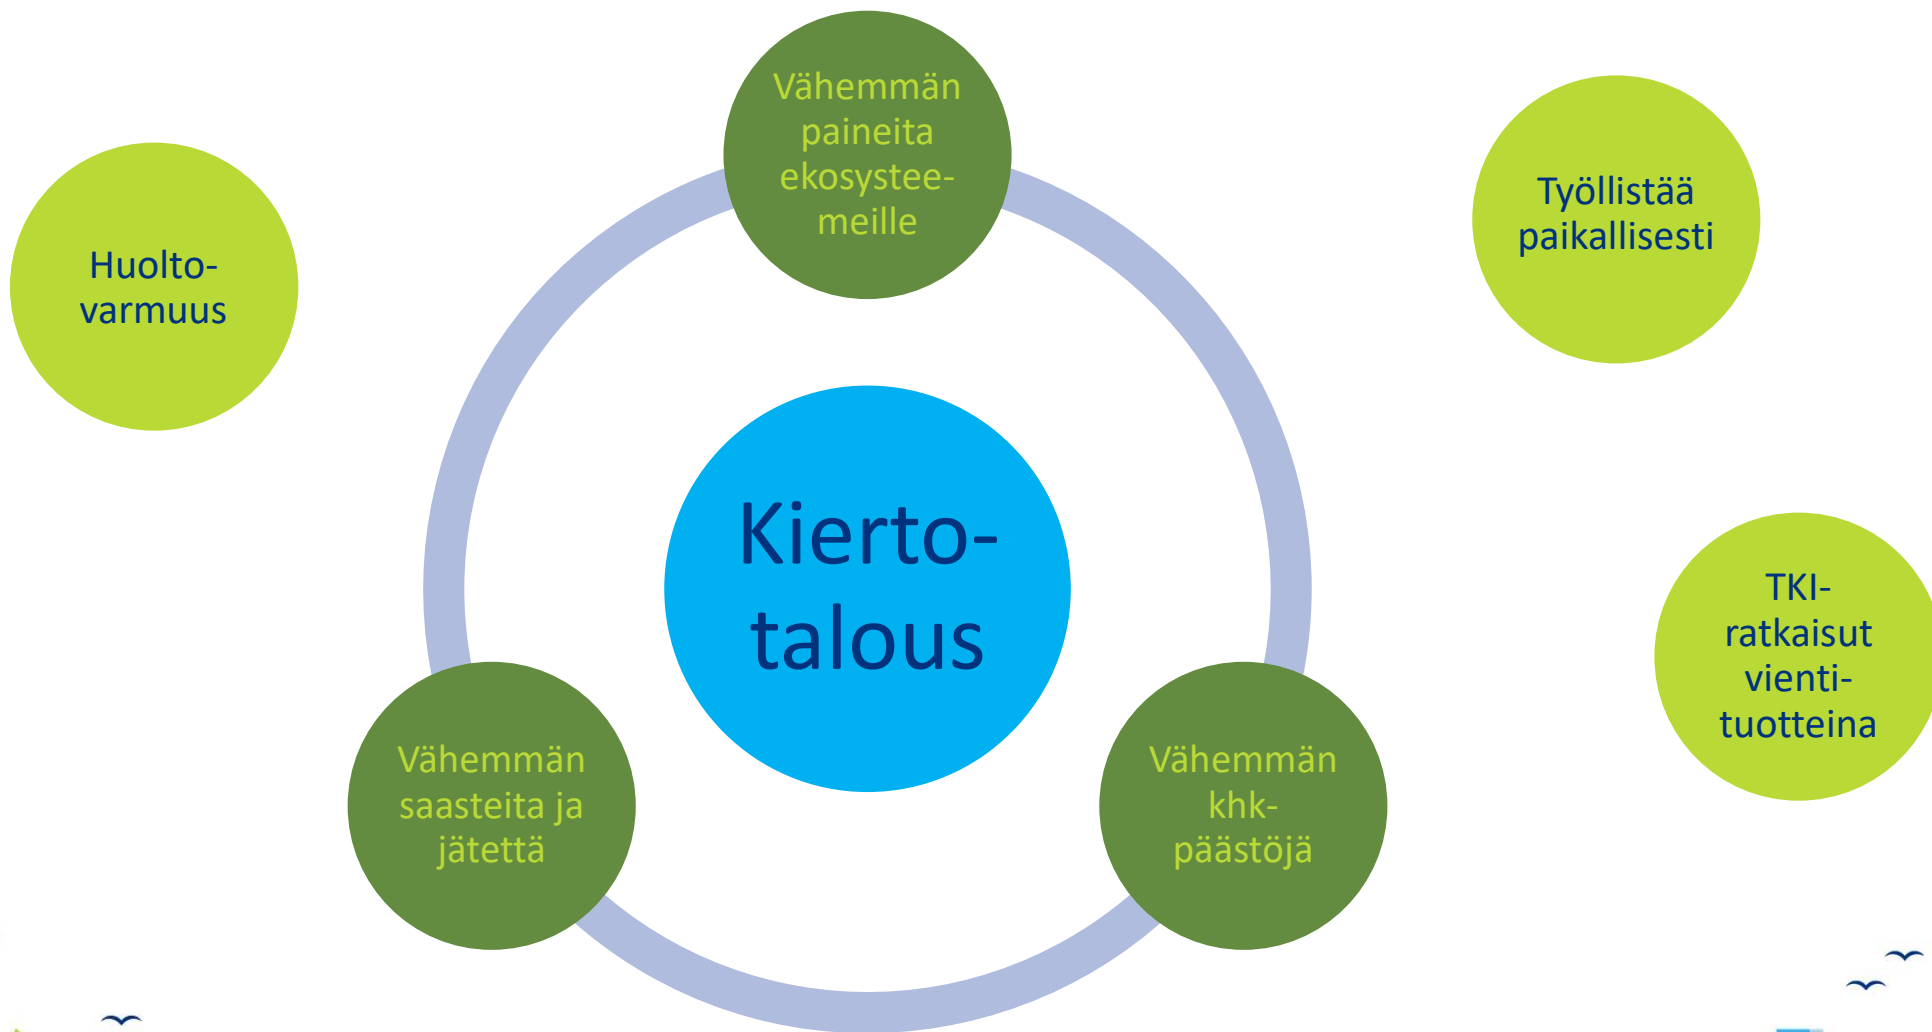 Vähemmän
paineita
ekosystee-
meille
Huolto-
varmuus
Työllistää
paikallisesti
Kierto-
talous
TKI-
ratkaisut
vienti-
tuotteina
Vähemmän
saasteita ja
jätettä
Vähemmän
khk-
päästöjä